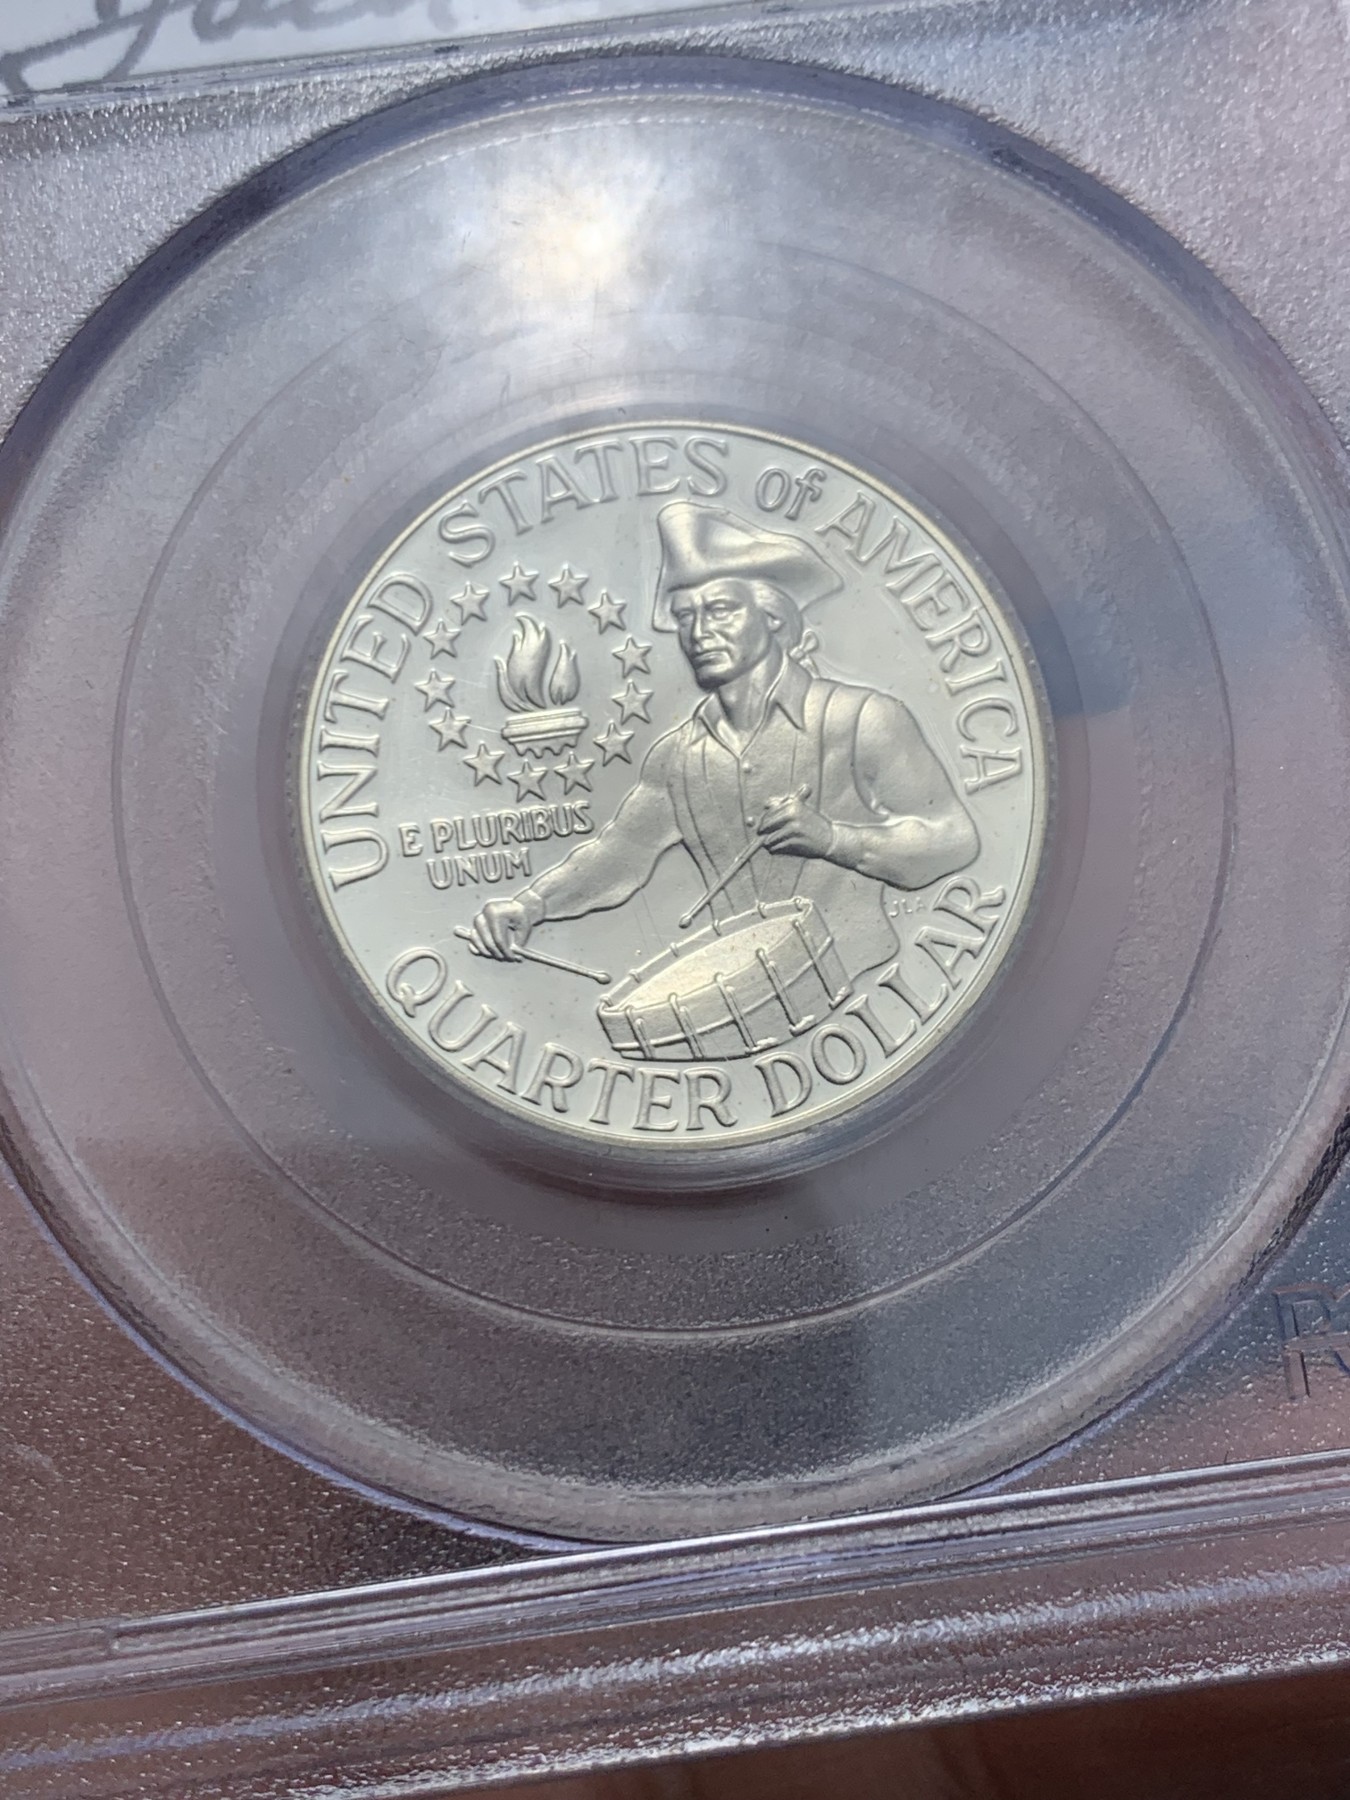 UNITED STATES of AMERICA
E PLURIBUS
UNUM
JLA
QUARTER DOLLAR